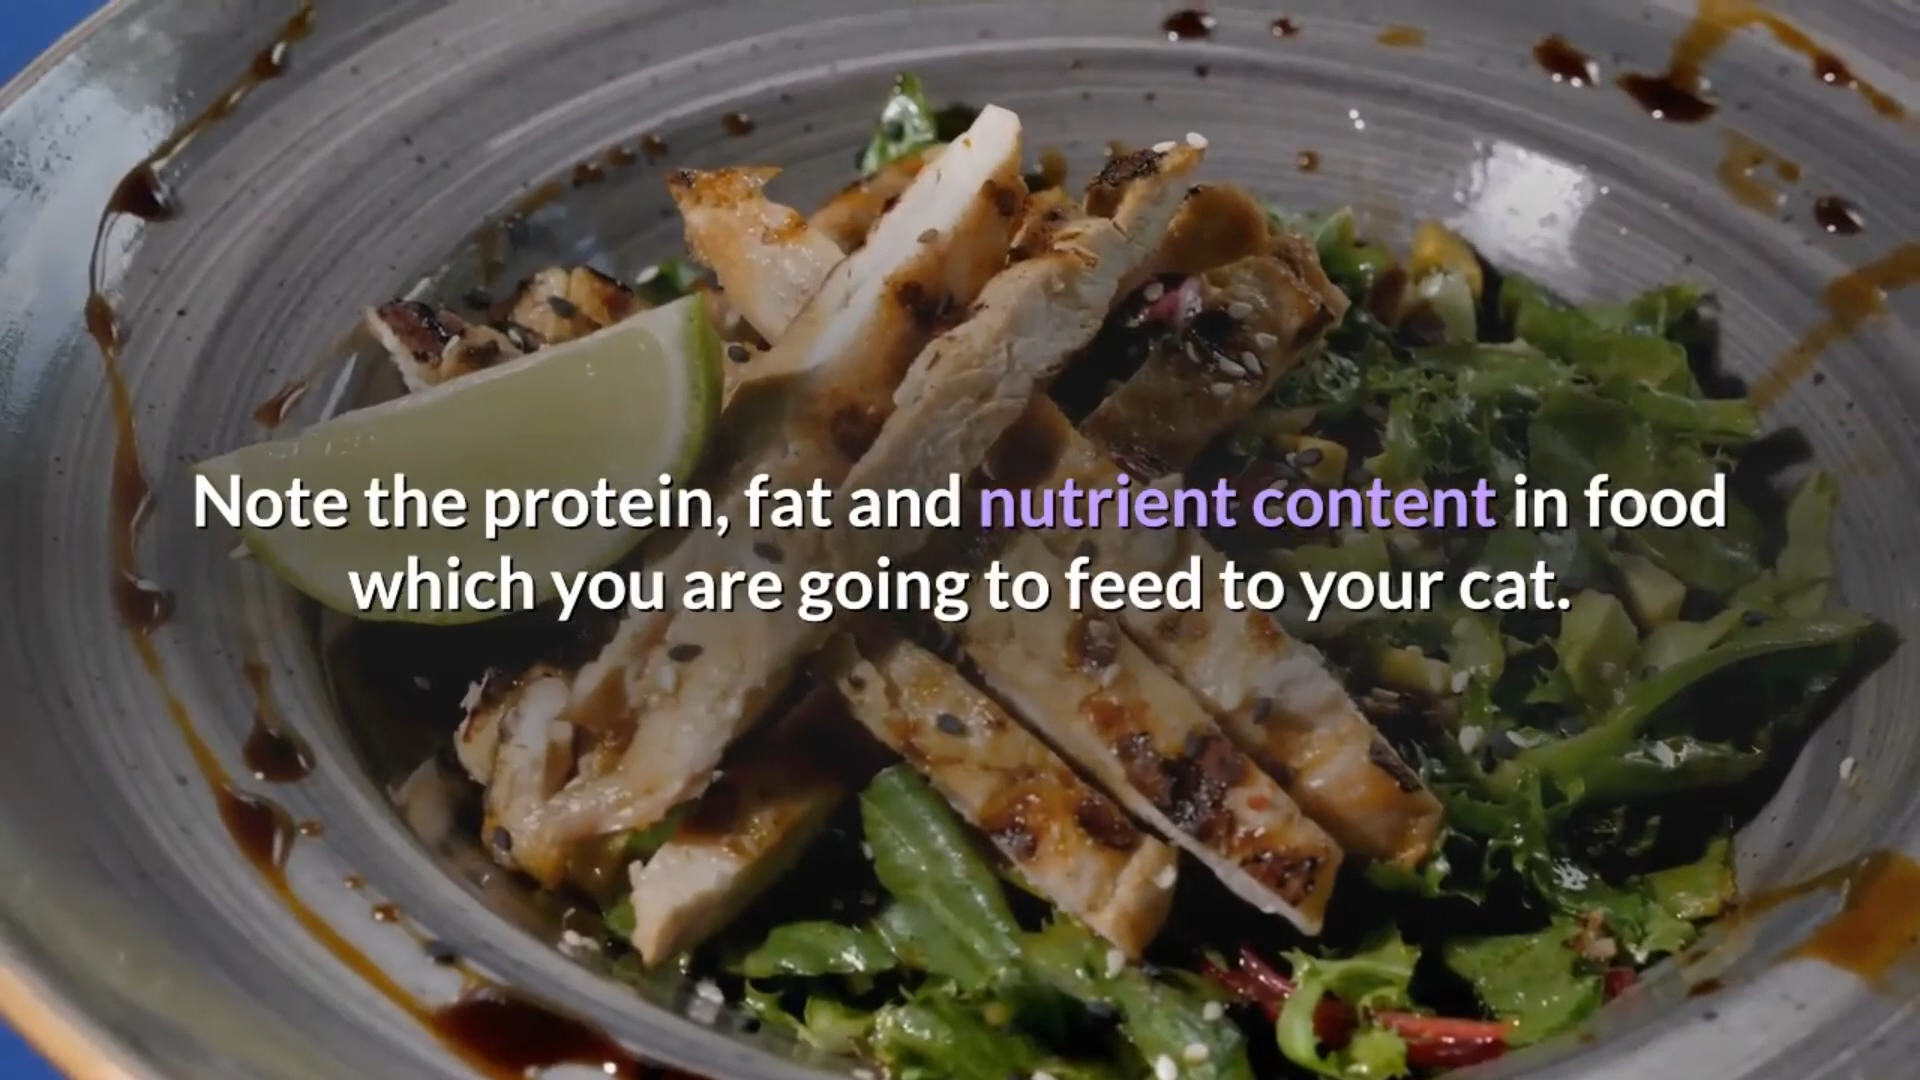 Note the protein, fat and nutrient content in food
which you are going to feed to your cat.